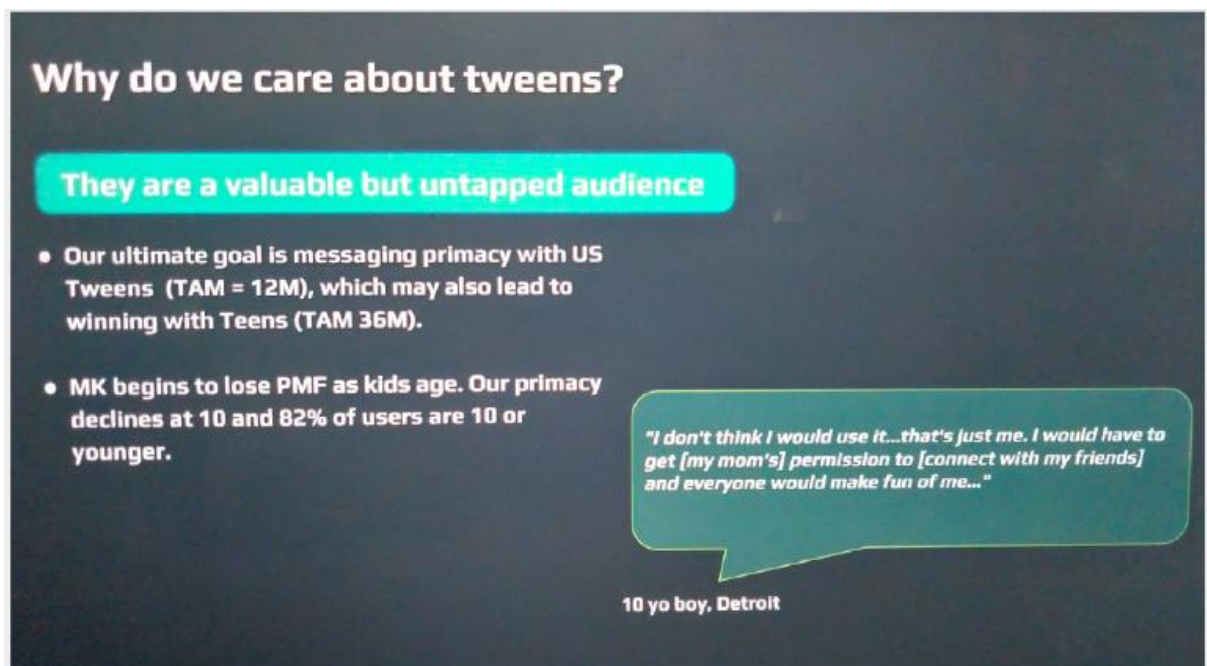 Why do we care about tweens?
They are a valuable but untapped audience
• Our ultimate goal is messaging primacy with US
Tweens (TAM = 12M), which may also lead to
winning with Teens (TAM 36M).
• MK begins to lose PMF as kids age. Our primacy
declines at 10 and 82% of users are 10 or
younger.
"I don't think I would use it...that's just me. I would have to
get [my mom's] permission to [connect with my friends]
and everyone would make fun of me..."
10 yo boy, Detroit